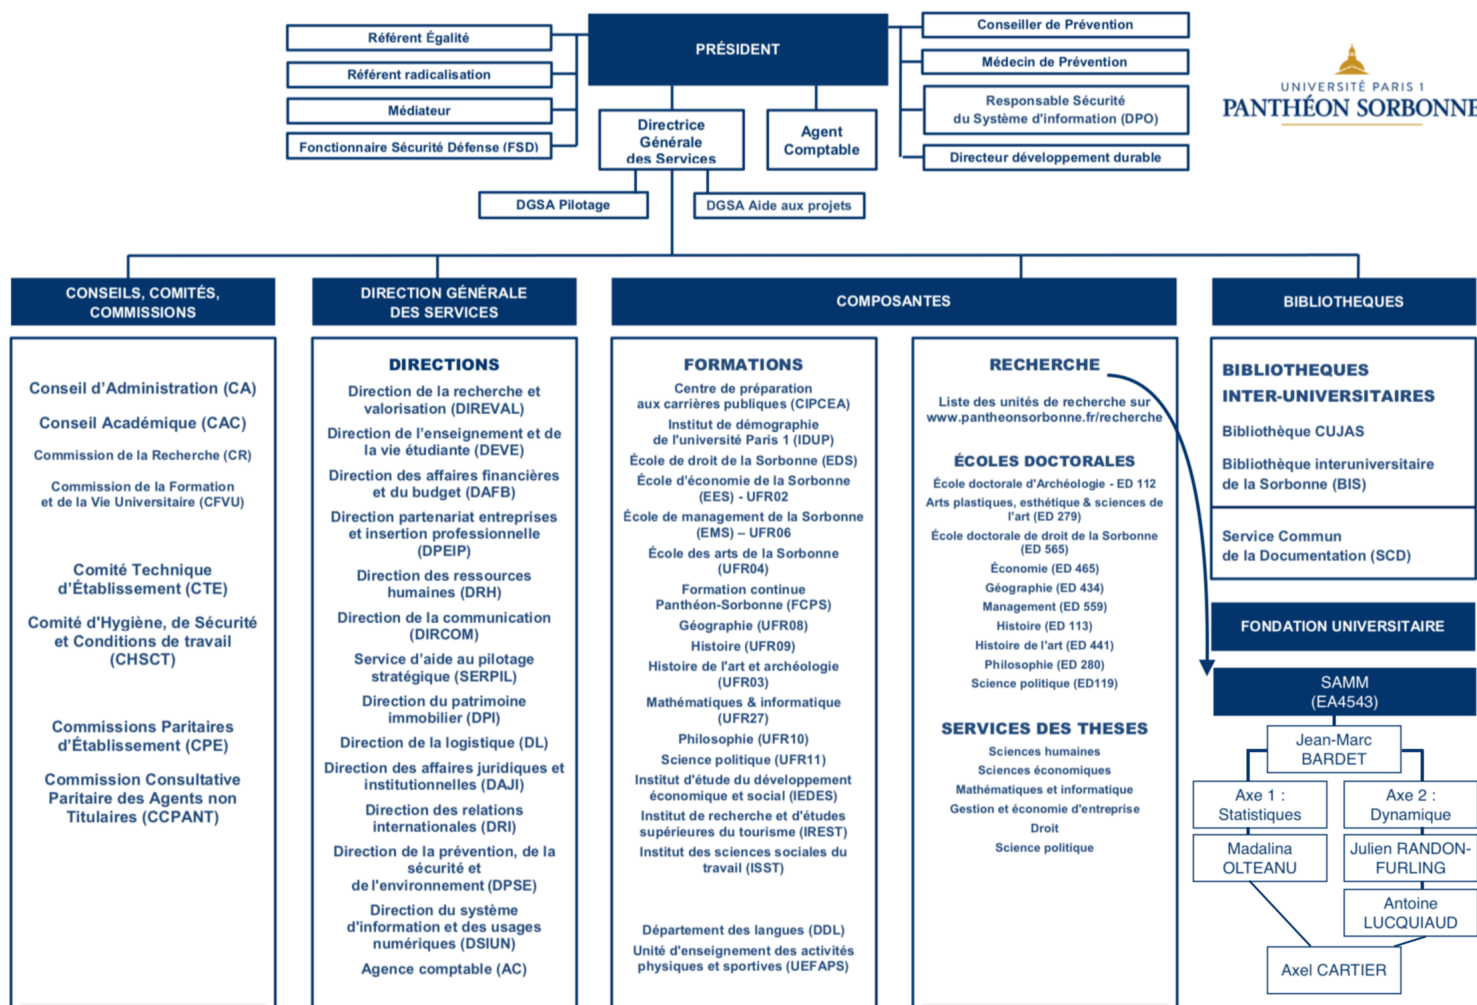 Référent Égalité
Référent radicalisation
Médiateur
Fonctionnaire Sécurité Défense (FSD)
PRÉSIDENT
Conseiller de Prévention
Médecin de Prévention
Responsable Sécurité
du Système d'information (DPO)
Directeur développement durable
UNIVERSITÉ PARIS 1
PANTHÉON SORBONNE
Directrice
Générale
des Services
Agent
Comptable
DGSA Pilotage
DGSA Aide aux projets
CONSEILS, COMITÉS,
COMMISSIONS
Conseil d'Administration (CA)
Conseil Académique (CAC)
Commission de la Recherche (CR)
Commission de la Formation
et de la Vie Universitaire (CFVU)
Comité Technique
d'Établissement (CTE)
Comité d'Hygiène, de Sécurité
et Conditions de travail
(CHSCT)
Commissions Paritaires
d'Établissement (CPE)
Commission Consultative
Paritaire des Agents non
Titulaires (CCPANT)
DIRECTION GÉNÉRALE
DES SERVICES
DIRECTIONS
Direction de la recherche et
valorisation (DIREVAL)
Direction de l'enseignement et de
la vie étudiante (DEVE)
Direction des affaires financières
et du budget (DAFB)
Direction partenariat entreprises
et insertion professionnelle
(DPEIP)
Direction des ressources
humaines (DRH)
Direction de la communication
(DIRCOM)
Service d'aide au pilotage
stratégique (SERPIL)
Direction du patrimoine
immobilier (DPI)
Direction de la logistique (DL)
Direction des affaires juridiques et
institutionnelles (DAJI)
Direction des relations
internationales (DRI)
Direction de la prévention, de la
sécurité et
de l'environnement (DPSE)
Direction du système
d'information et des usages
numériques (DSIUN)
Agence comptable (AC)
COMPOSANTES
FORMATIONS
Centre de préparation
aux carrières publiques (CIPCEA)
Institut de démographie
de l'université Paris 1 (IDUP)
École de droit de la Sorbonne (EDS)
École d'économie de la Sorbonne
(EES) - UFR02
École de management de la Sorbonne
(EMS) – UFR06
École des arts de la Sorbonne
(UFR04)
Formation continue
Panthéon-Sorbonne (FCPS)
Géographie (UFR08)
Histoire (UFR09)
Histoire de l'art et archéologie
(UFR03)
Mathématiques & informatique
(UFR27)
Philosophie (UFR10)
Science politique (UFR11)
Institut d'étude du développement
économique et social (IEDES)
Institut de recherche et d'études
supérieures du tourisme (IREST)
Institut des sciences sociales du
travail (ISST)
Département des langues (DDL)
Unité d'enseignement des activités
physiques et sportives (UEFAPS)
RECHERCHE
Liste des unités de recherche sur
www.pantheonsorbonne.fr/recherche
ÉCOLES DOCTORALES
École doctorale d'Archéologie - ED 112
Arts plastiques, esthétique & sciences de
l'art (ED 279)
École doctorale de droit de la Sorbonne
(ED 565)
Économie (ED 465)
Géographie (ED 434)
Management (ED 559)
Histoire (ED 113)
Histoire de l'art (ED 441)
Philosophie (ED 280)
Science politique (ED119)
SERVICES DES THESES
Sciences humaines
Sciences économiques
Mathématiques et informatique
Gestion et économie d'entreprise
Droit
Science politique
BIBLIOTHEQUES
BIBLIOTHEQUES
INTER-UNIVERSITAIRES
Bibliothèque CUJAS
Bibliothèque interuniversitaire
de la Sorbonne (BIS)
Service Commun
de la Documentation (SCD)
FONDATION UNIVERSITAIRE
SAMM
(EA4543)
Jean-Marc
BARDET
Axe 1 :
Statistiques
Madalina
OLTEANU
Axe 2 :
Dynamique
Julien RANDON-
FURLING
Antoine
LUCQUIAUD
Axel CARTIER